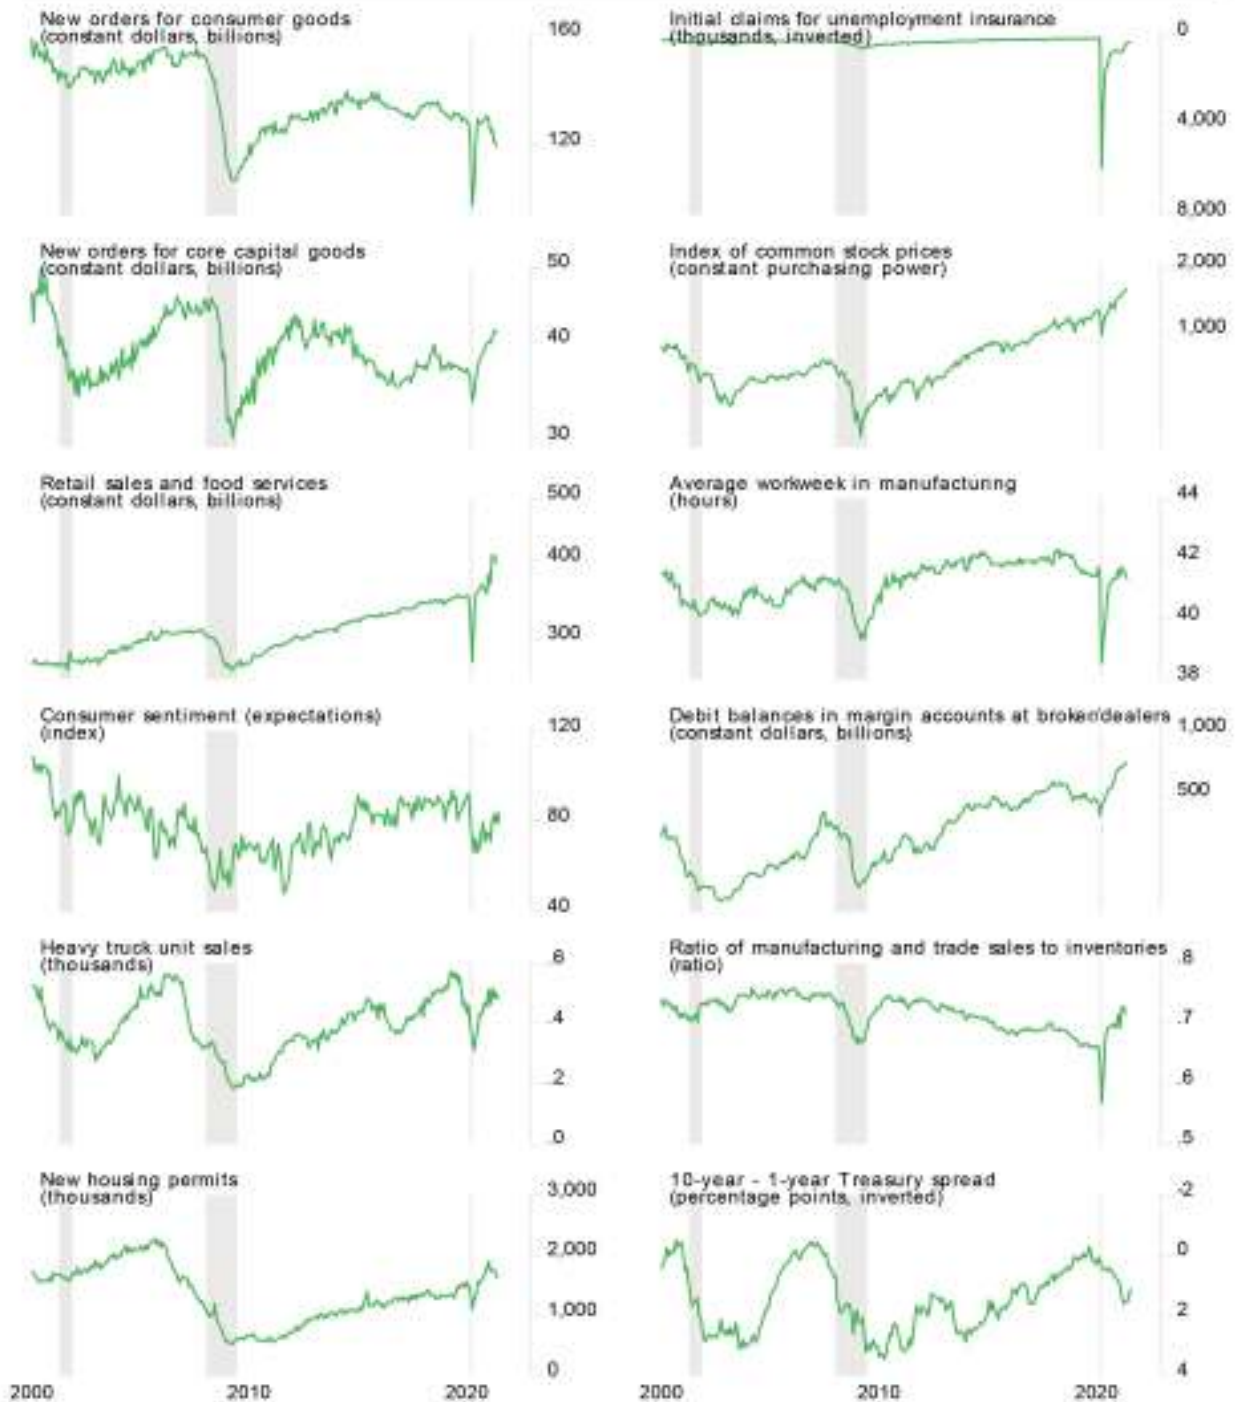 New orders for consumer goods
(constant dollars, billions)
160
120
Initial claims for unemployment insurance
(thousands, inverted)
0
4,000
8,000
New orders for core capital goods
(constant dollars, billions)
50
40
30
Index of common stock prices
(constant purchasing power)
2,000
1,000
Retail sales and food services
(constant dollars, billions)
500
400
300
Average workweek in manufacturing
(hours)
44
42
40
38
Consumer sentiment (expectations)
(index)
120
80
40
Debit balances in margin accounts at broker/dealers
(constant dollars, billions)
1,000
500
Heavy truck unit sales
(thousands)
.6
.4
.2
.0
Ratio of manufacturing and trade sales to inventories
(ratio)
.8
.7
.6
.5
New housing permits
(thousands)
3,000
2,000
1,000
0
10-year - 1-year Treasury spread
(percentage points, inverted)
-2
0
2
4
2000 2010 2020
2000 2010 2020